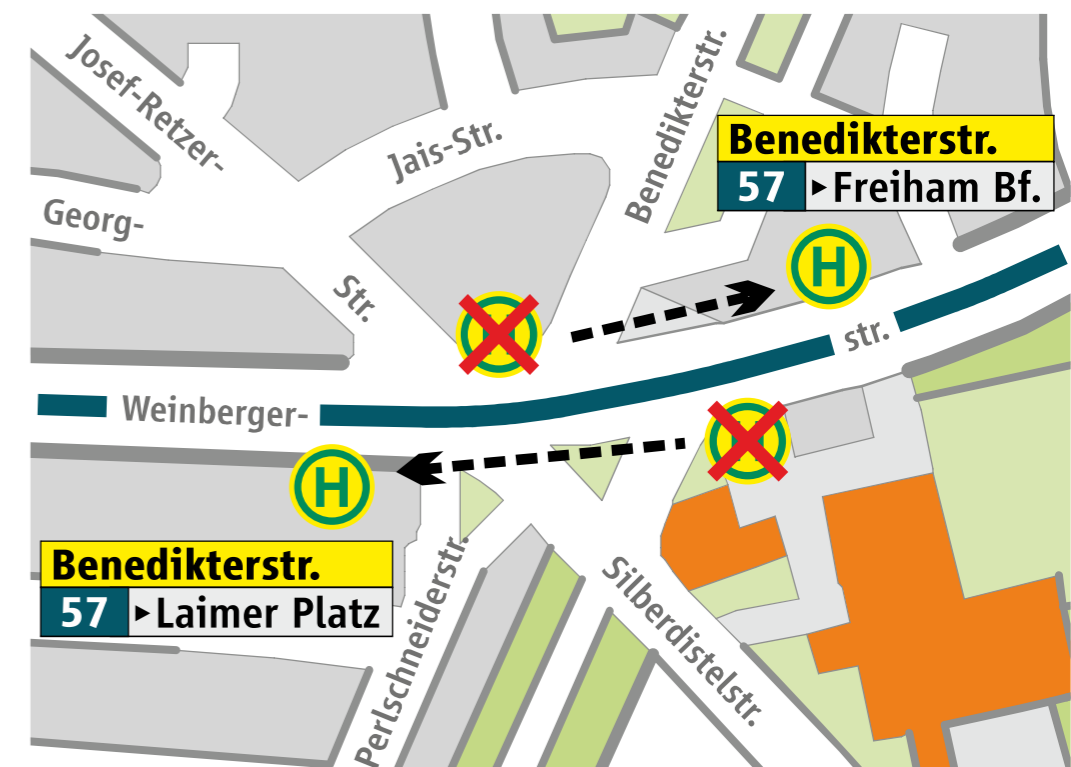 Josef-Retzer-
Jais-Str.
Benedikterstr.
Benedikterstr.
57 ▸Freiham Bf.
Georg-
Str.
H
H
H
str.
Weinberger-
H
Benedikterstr.
57 ▸Laimer Platz
Perlschneiderstr.
Silberdistelstr.